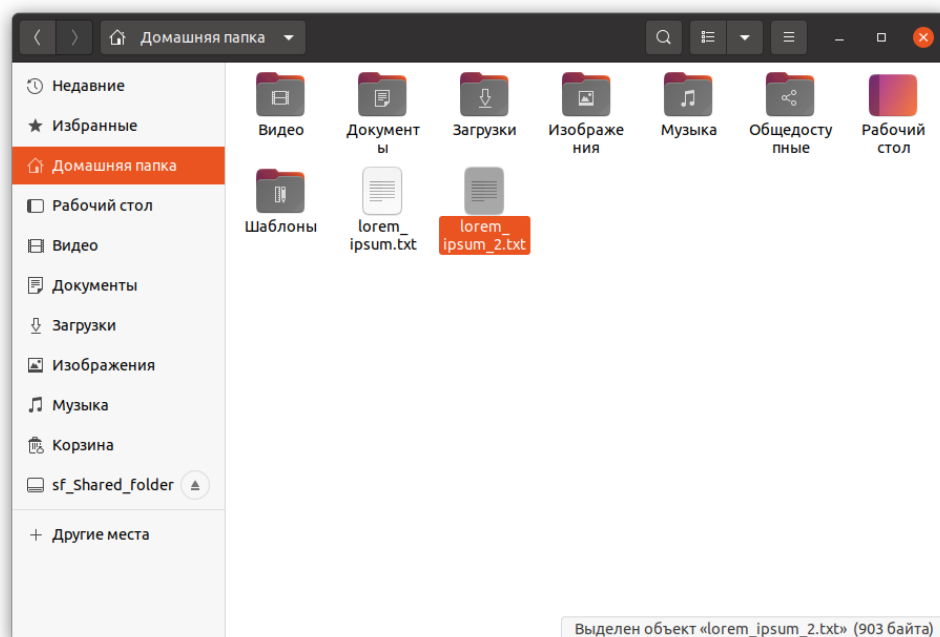 Домашняя папка
Недавние
Избранные
Домашняя папка
Рабочий стол
Видео
Документы
Загрузки
Изображения
Музыка
Корзина
sf_Shared_folder
Другие места
Видео
Документ
ы
Загрузки
Изображе
ния
Музыка
Общедосту
пные
Рабочий
стол
Шаблоны
lorem_
ipsum.txt
lorem_
ipsum_2.txt
Выделен объект «lorem_ipsum_2.txt» (903 байта)